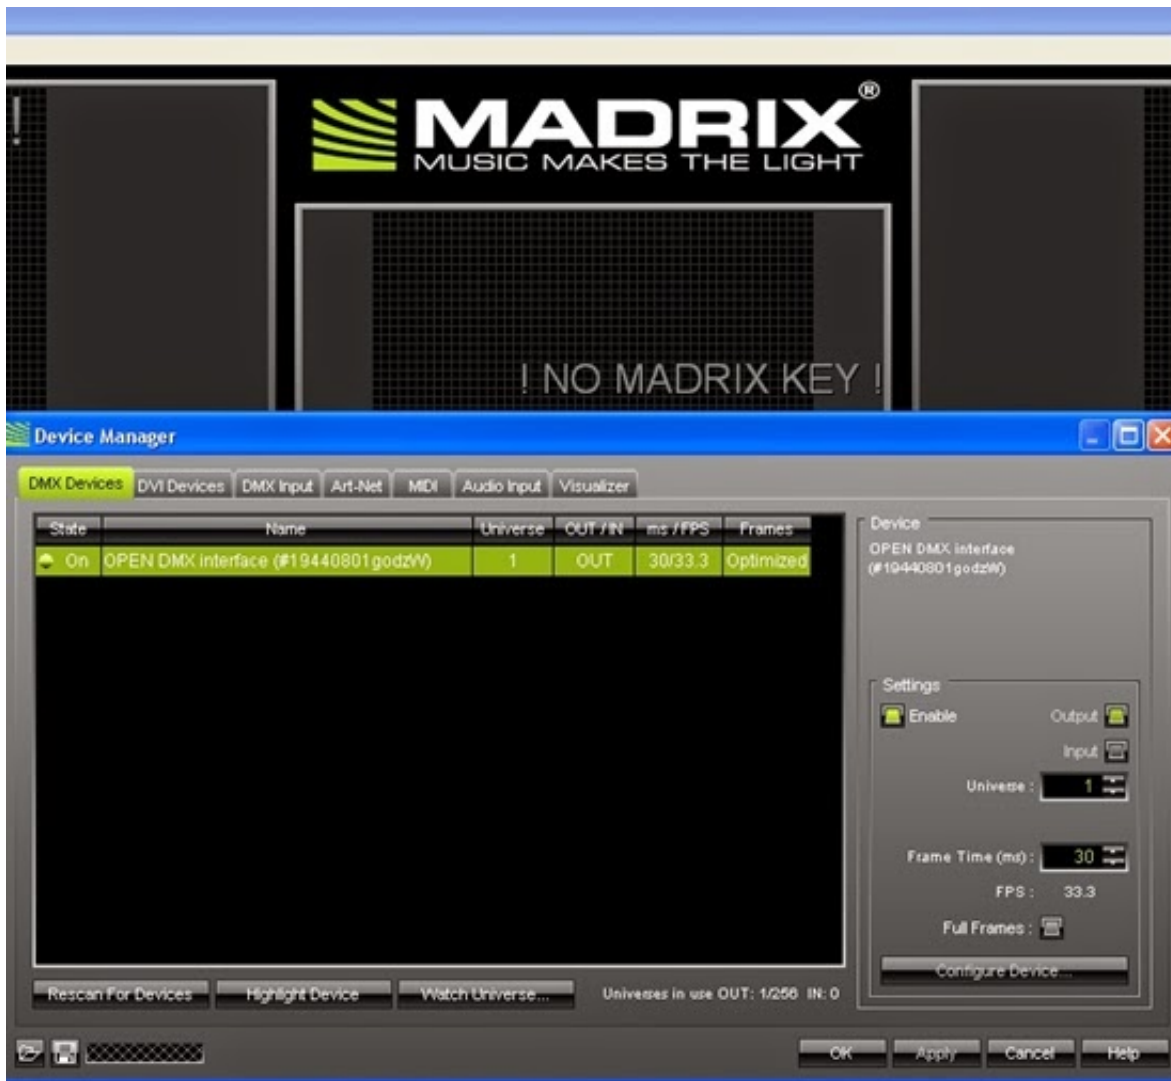 !
MADRIX®
MUSIC MAKES THE LIGHT
! NO MADRIX KEY !
Device Manager
DMX Devices DVI Devices DMX Input Art-Net MIDI Audio Input Visualizer
State Name Universe OUT / IN ms / FPS Frames
On OPEN DMX interface (#19440801godzW) 1 OUT 30/33.3 Optimized
Device
OPEN DMX interface
(#19440801godzW)
Settings
Enable Output
Input
Universe : 1
Frame Time (ms) : 30
FPS : 33.3
Full Frames :
Configure Device...
Rescan For Devices Highlight Device Watch Universe... Universes in use OUT: 1/256 IN: 0
OK Apply Cancel Help